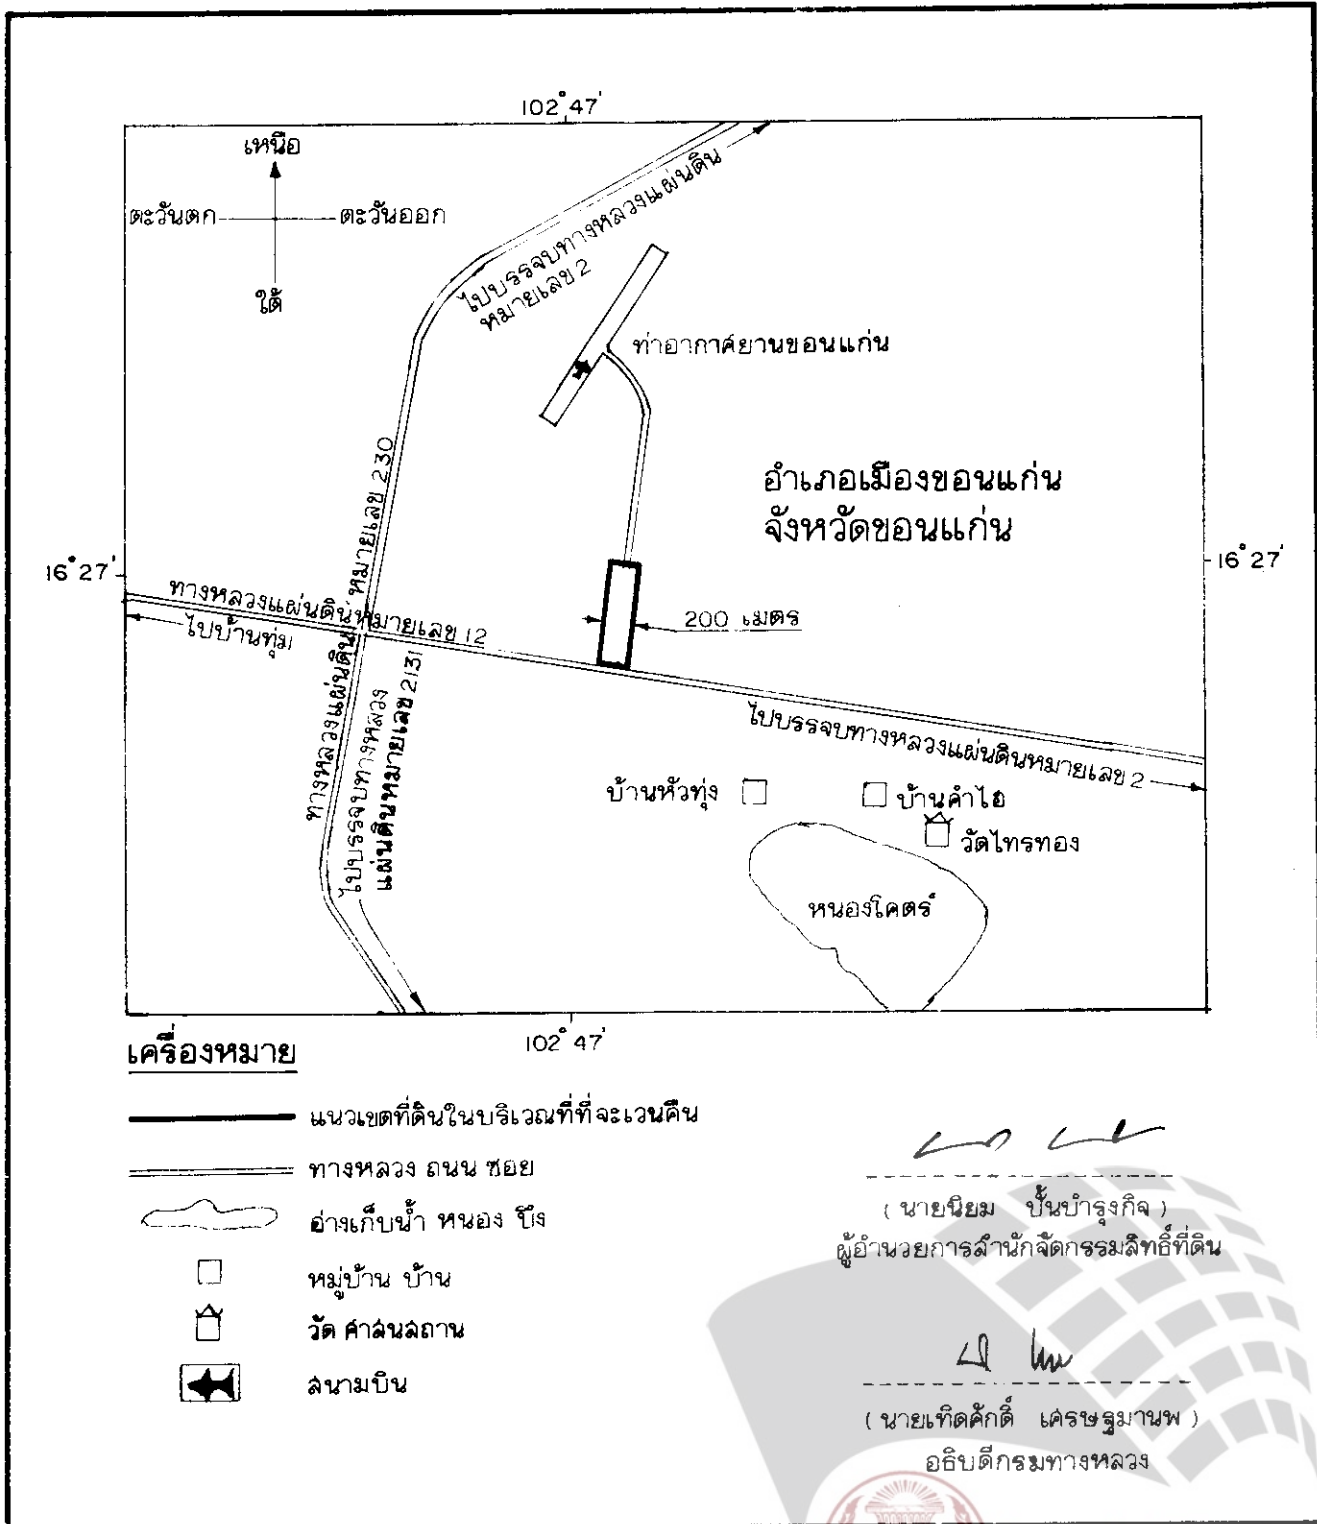 102°47'
เหนือ
ตะวันตก
ตะวันออก
ใต้
ไปบรรจบทางหลวงแผ่นดิน
หมายเลข 2
ท่าอากาศยานขอนแก่น
อำเภอเมืองขอนแก่น
จังหวัดขอนแก่น
16°27'
16°27'
ทางหลวงแผ่นดิน หมายเลข 230
ทางหลวงแผ่นดินหมายเลข 12
ไปบ้านทุ่ม
200 เมตร
ไปบรรจบทางหลวง
แผ่นดินหมายเลข 2131
ไปบรรจบทางหลวงแผ่นดินหมายเลข 2
บ้านหัวทุ่ง
บ้านคำไฮ
วัดไทรทอง
หนองโคตร์
102°47'
เครื่องหมาย
แนวเขตที่ดินในบริเวณที่ที่จะเวนคืน
ทางหลวง ถนน ซอย
อ่างเก็บน้ำ หนอง บึง
หมู่บ้าน บ้าน
วัด ศาสนสถาน
สนามบิน
( นายนิยม ปั้นบำรุงกิจ )
ผู้อำนวยการสำนักจัดกรรมสิทธิ์ที่ดิน
( นายเทิดศักดิ์ เศรษฐมานพ )
อธิบดีกรมทางหลวง